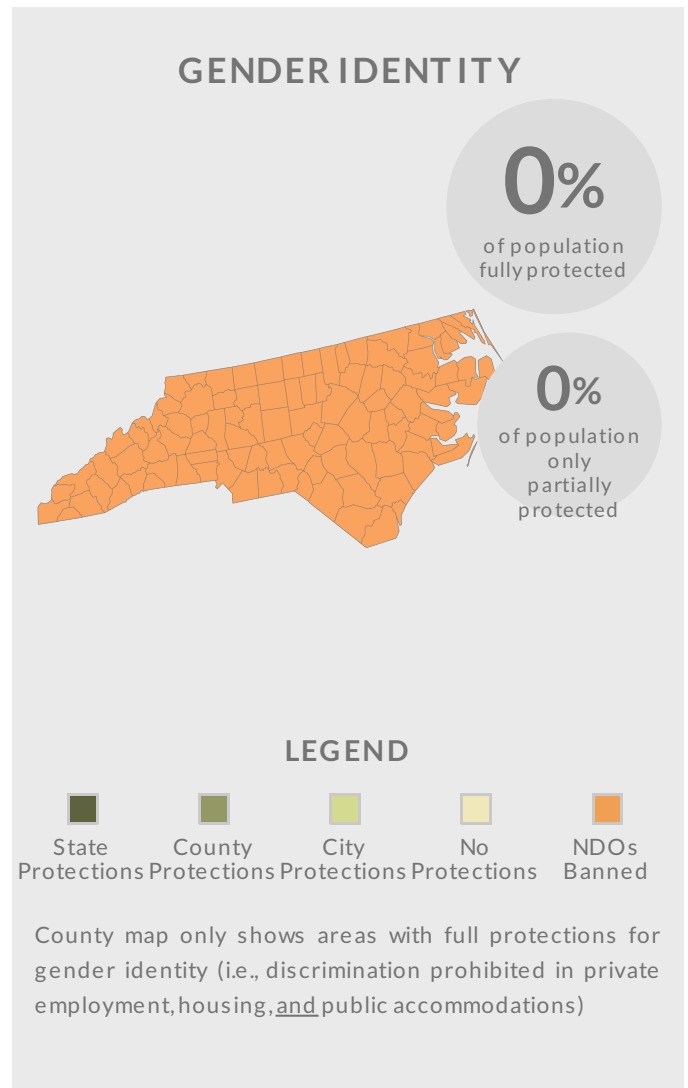 GENDER IDENTITY
0%
of population
fully protected
0%
of population
only
partially
protected
LEGEND
State
Protections
County
Protections
City
Protections
No
Protections
NDOs
Banned
County map only shows areas with full protections for
gender identity (i.e., discrimination prohibited in private
employment, housing, and public accommodations)